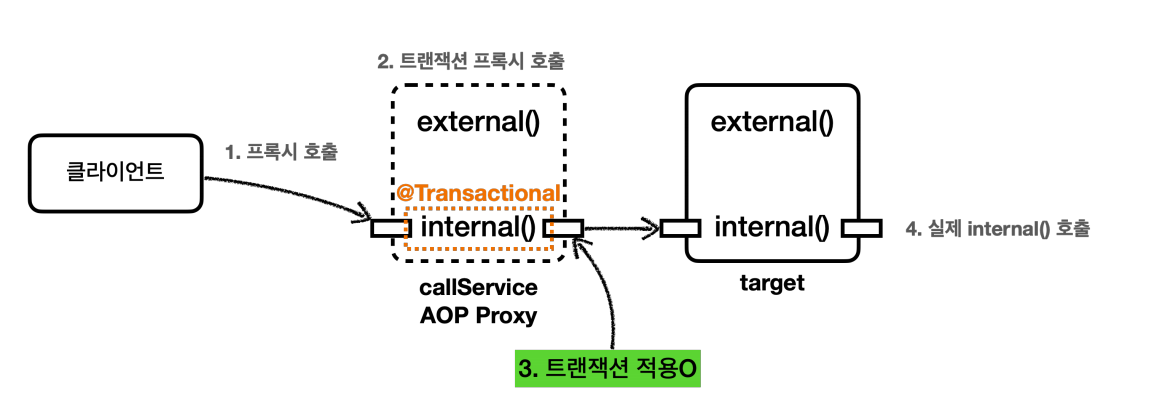 2. 트랜잭션 프록시 호출
external()
external()
클라이언트
1. 프록시 호출
@Transactional
internal()
internal()
4. 실제 internal() 호출
callService
AOP Proxy
target
3. 트랜잭션 적용O